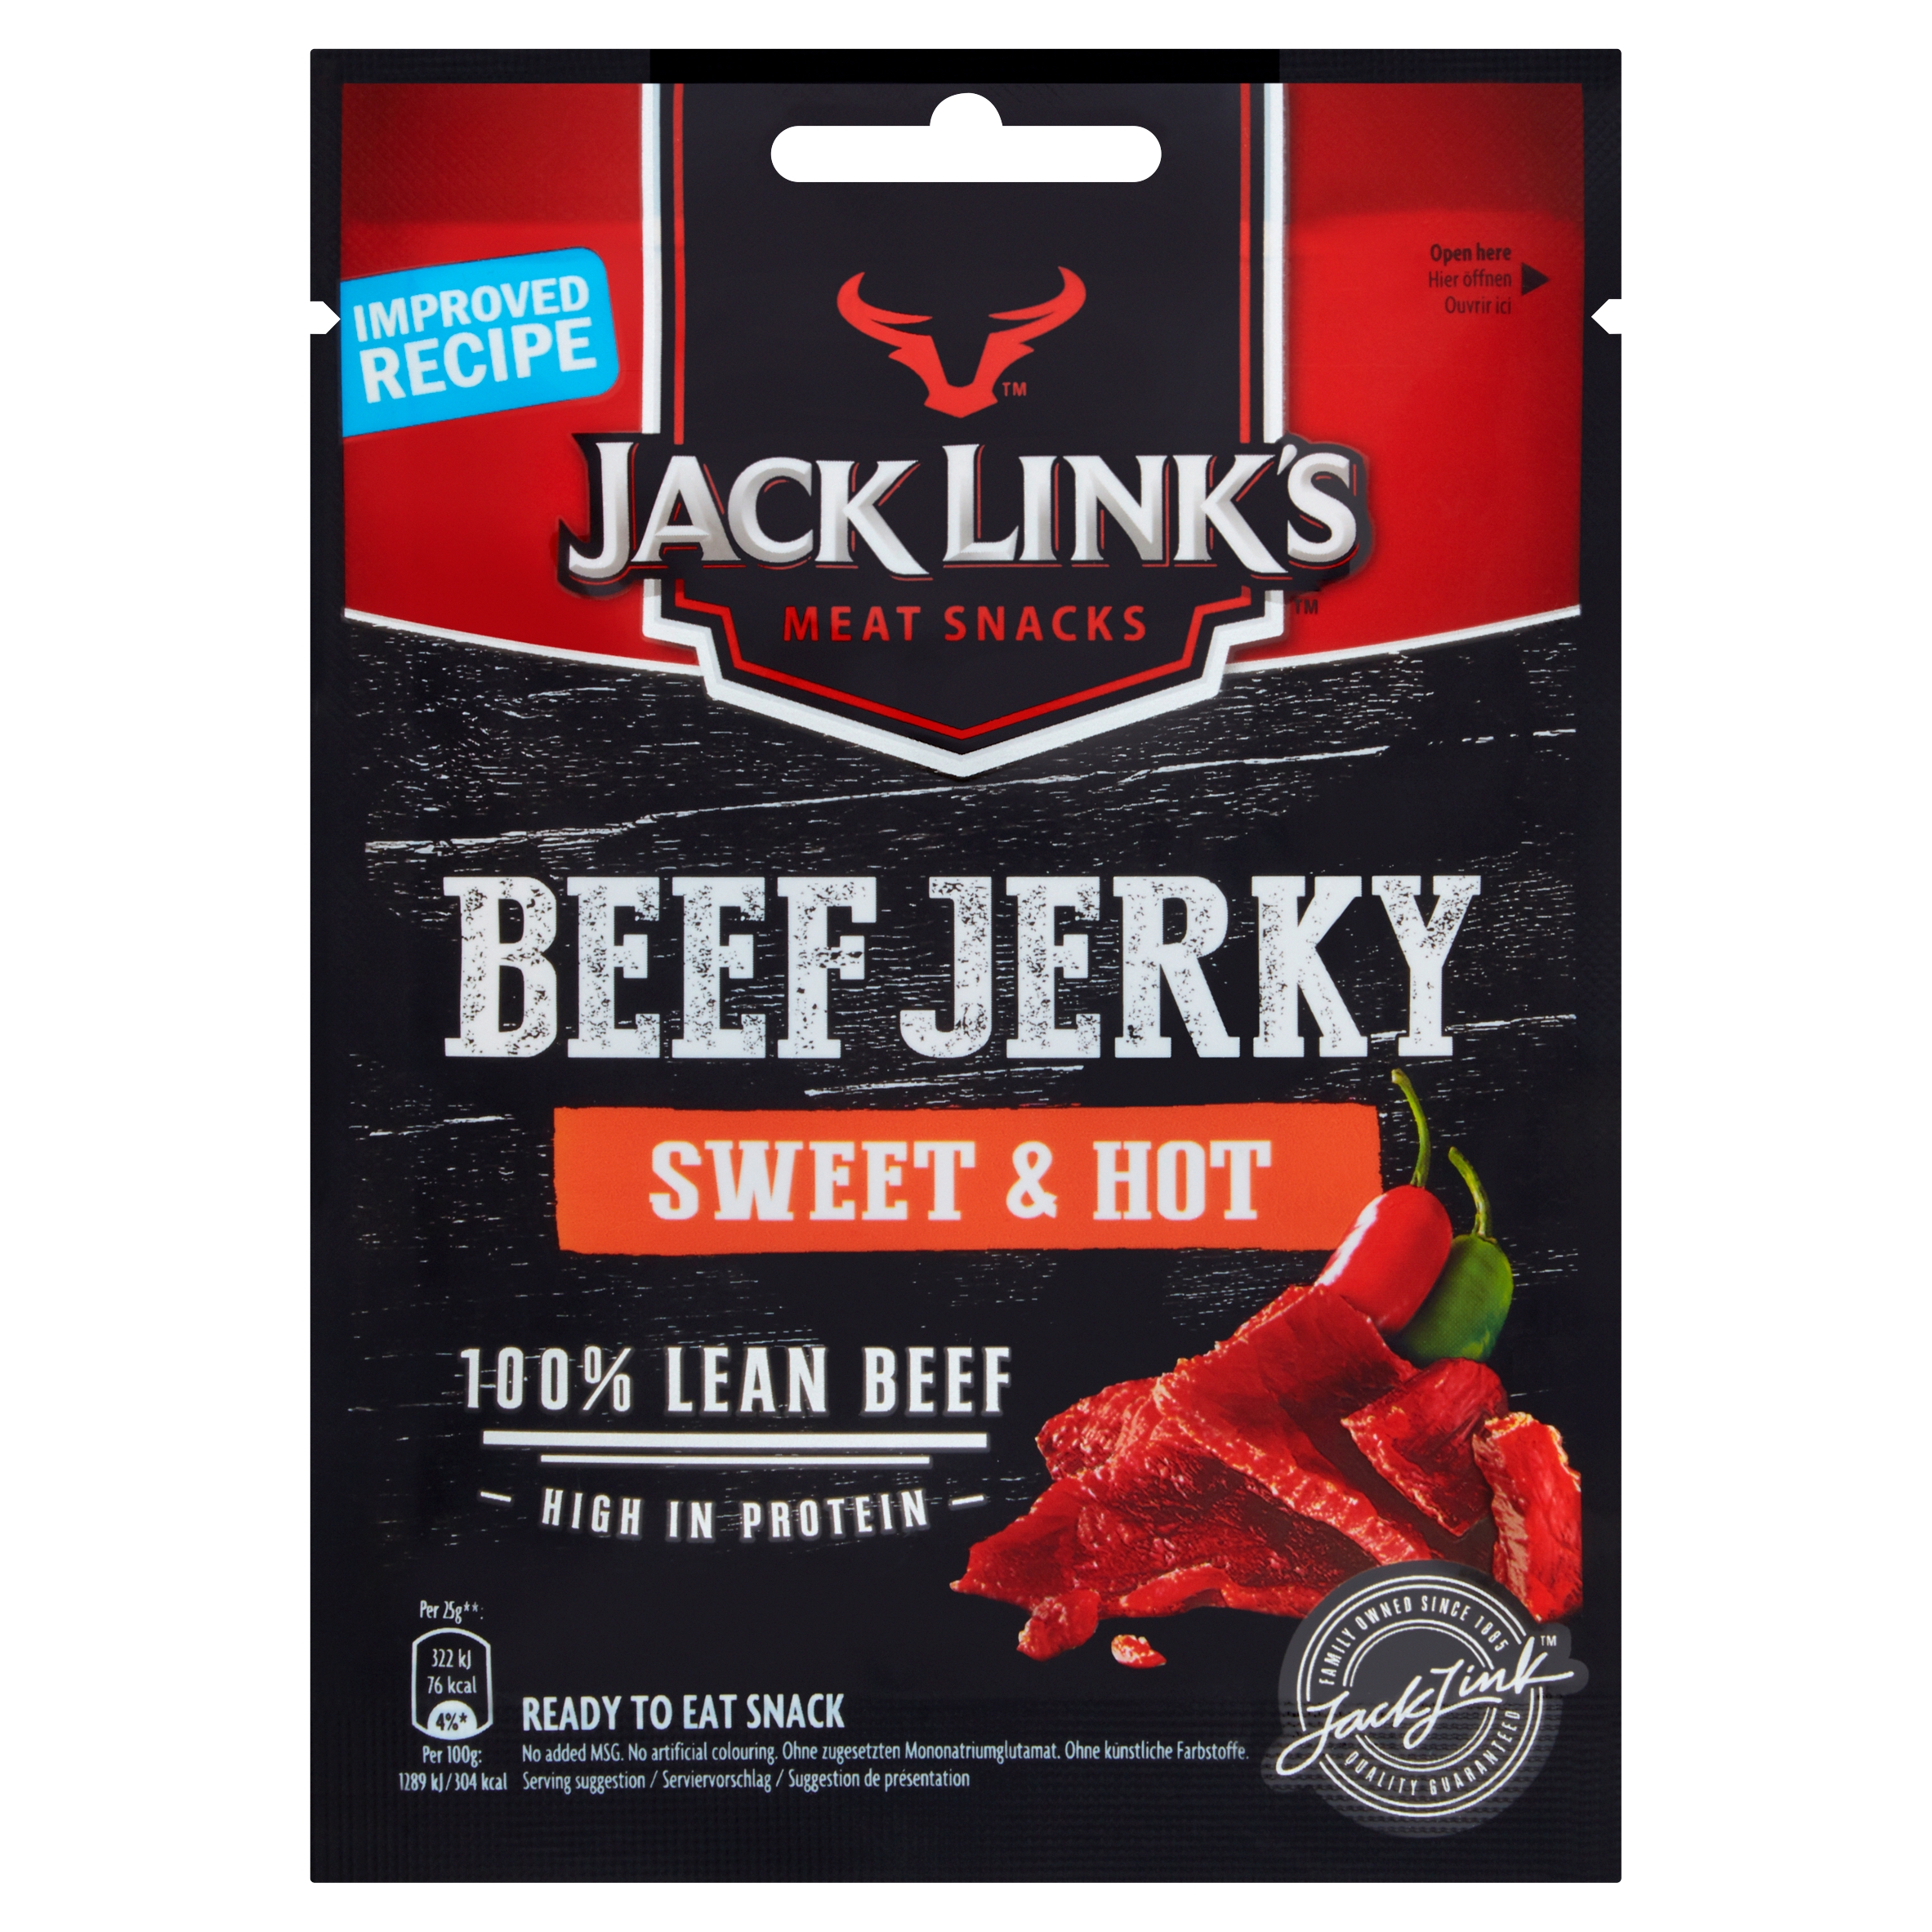 Open here
Hier öffnen
Ouvrir ici
IMPROVED
RECIPE
TM
JACK LINK'S
TM
MEAT SNACKS
BEEF JERKY
SWEET & HOT
100% LEAN BEEF
- HIGH IN PROTEIN -
Per 25g**:
322 kJ
76 kcal
4%*
Per 100g:
1289 kJ/304 kcal
READY TO EAT SNACK
No added MSG. No artificial colouring. Ohne zugesetzten Mononatriumglutamat. Ohne künstliche Farbstoffe.
Serving suggestion / Serviervorschlag / Suggestion de présentation
FAMILY OWNED SINCE 1885
Jack Link
TM
QUALITY GUARANTEED